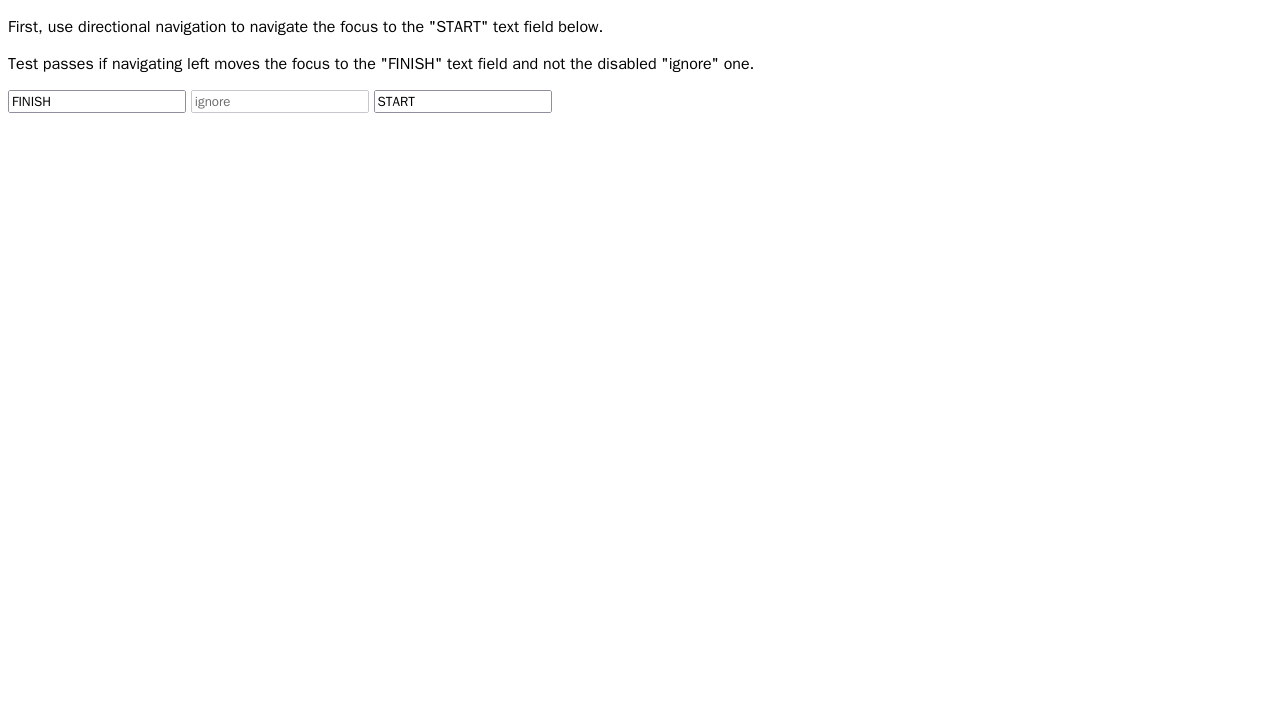 First, use directional navigation to navigate the focus to the "START" text field below.
Test passes if navigating left moves the focus to the "FINISH" text field and not the disabled "ignore" one.
FINISH ignore START